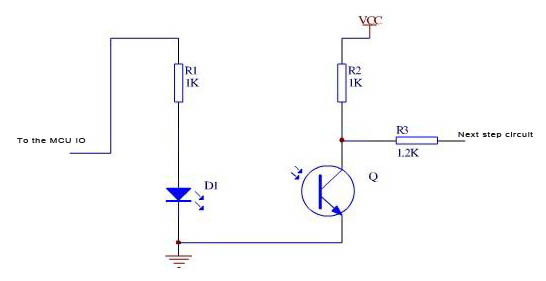 VCC
R1
1K
R2
1K
To the MCU IO
R3
Next step circuit
1.2K
D1
Q